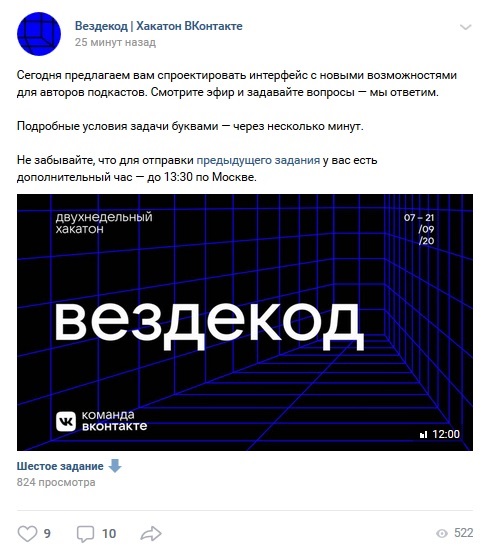 Вездекод | Хакатон ВКонтакте
25 минут назад
Сегодня предлагаем вам спроектировать интерфейс с новыми возможностями
для авторов подкастов. Смотрите эфир и задавайте вопросы — мы ответим.
Подробные условия задачи буквами — через несколько минут.
Не забывайте, что для отправки предыдущего задания у вас есть
дополнительный час — до 13:30 по Москве.
двухнедельный
хакатон
07 – 21
/09
/20
вездекод
команда
вконтакте
12:00
Шестое задание
824 просмотра
9
10
522